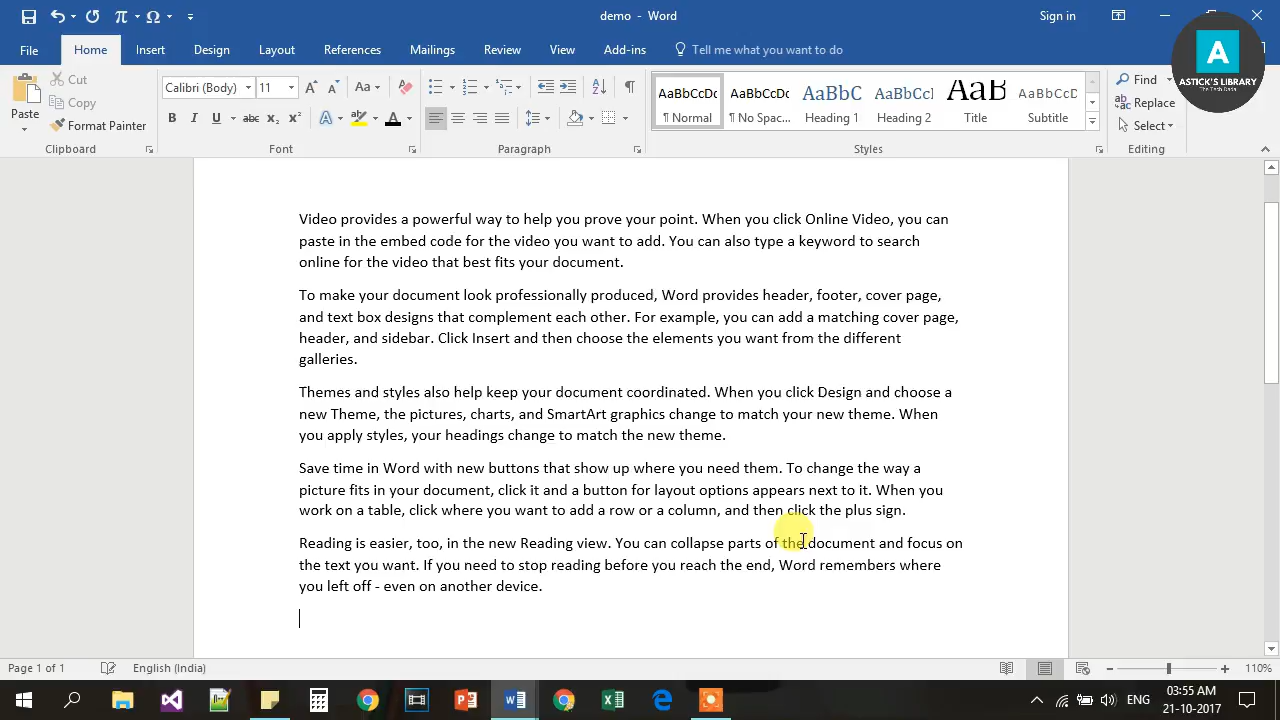 demo - Word
Sign in
File Home Insert Design Layout References Mailings Review View Add-ins Tell me what you want to do
A
ASTICK'S LIBRARY
The Tech Daria
Cut
Copy
Format Painter
Paste
Clipboard
Calibri (Body) 11
Aa
B I U abc X₂ X²
A A
Font
Paragraph
AaBbCcDc AaBbCcDc AaBbC AaBbCcI AaB AaBbCcD
¶ Normal ¶ No Spac... Heading 1 Heading 2 Title Subtitle
Styles
Find
Replace
Select
Editing
Video provides a powerful way to help you prove your point. When you click Online Video, you can
paste in the embed code for the video you want to add. You can also type a keyword to search
online for the video that best fits your document.
To make your document look professionally produced, Word provides header, footer, cover page,
and text box designs that complement each other. For example, you can add a matching cover page,
header, and sidebar. Click Insert and then choose the elements you want from the different
galleries.
Themes and styles also help keep your document coordinated. When you click Design and choose a
new Theme, the pictures, charts, and SmartArt graphics change to match your new theme. When
you apply styles, your headings change to match the new theme.
Save time in Word with new buttons that show up where you need them. To change the way a
picture fits in your document, click it and a button for layout options appears next to it. When you
work on a table, click where you want to add a row or a column, and then click the plus sign.
Reading is easier, too, in the new Reading view. You can collapse parts of the document and focus on
the text you want. If you need to stop reading before you reach the end, Word remembers where
you left off - even on another device.
Page 1 of 1 English (India) 110%
ENG
03:55 AM
21-10-2017